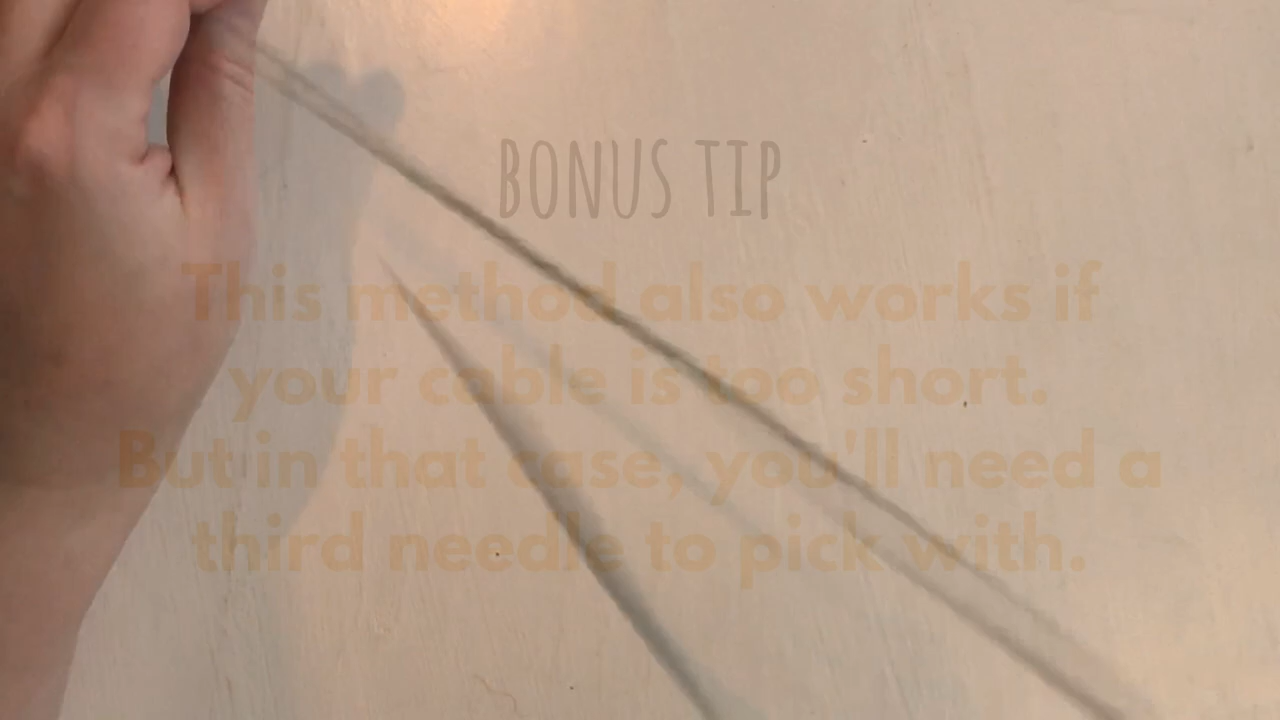 BONUS TIP
This method also works if
your cable is too short.
But in that case, you'll need a
third needle to pick with.